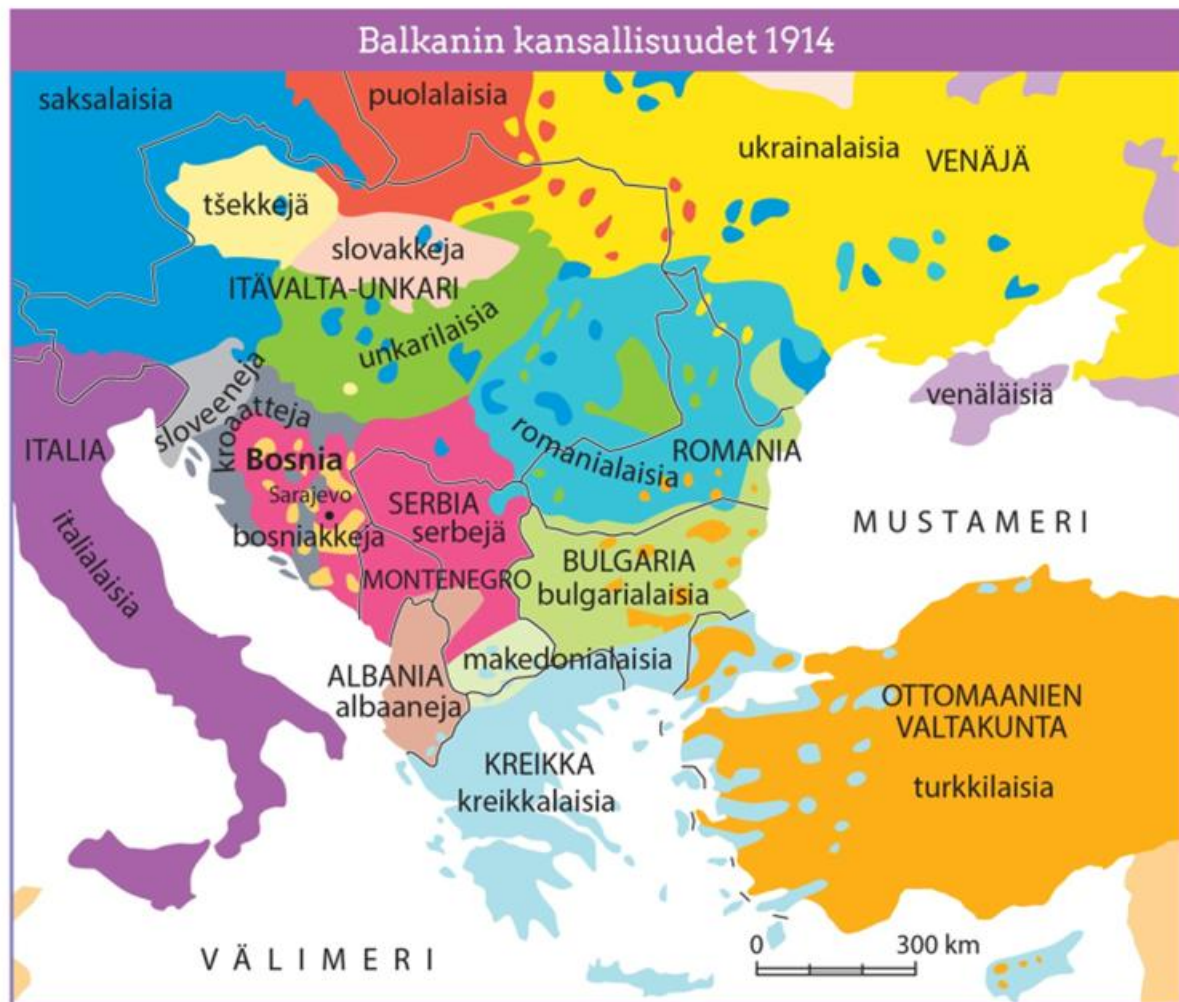 Balkanin kansallisuudet 1914
saksalaisia
puolalaisia
ukrainalaisia
VENÄJÄ
tšekkejä
slovakkeja
ITÄVALTA-UNKARI
unkarilaisia
venäläisiä
sloveeneja
kroaatteja
ITALIA
Bosnia
romanialaisia
ROMANIA
Sarajevo
SERBIA
serbejä
bosniakkeja
MUSTAMERI
italialaisia
MONTENEGRO
BULGARIA
bulgarialaisia
makedonialaisia
ALBANIA
albaaneja
OTTOMAANIEN
VALTAKUNTA
KREIKKA
kreikkalaisia
turkkilaisia
VÄLIMERI
0 300 km